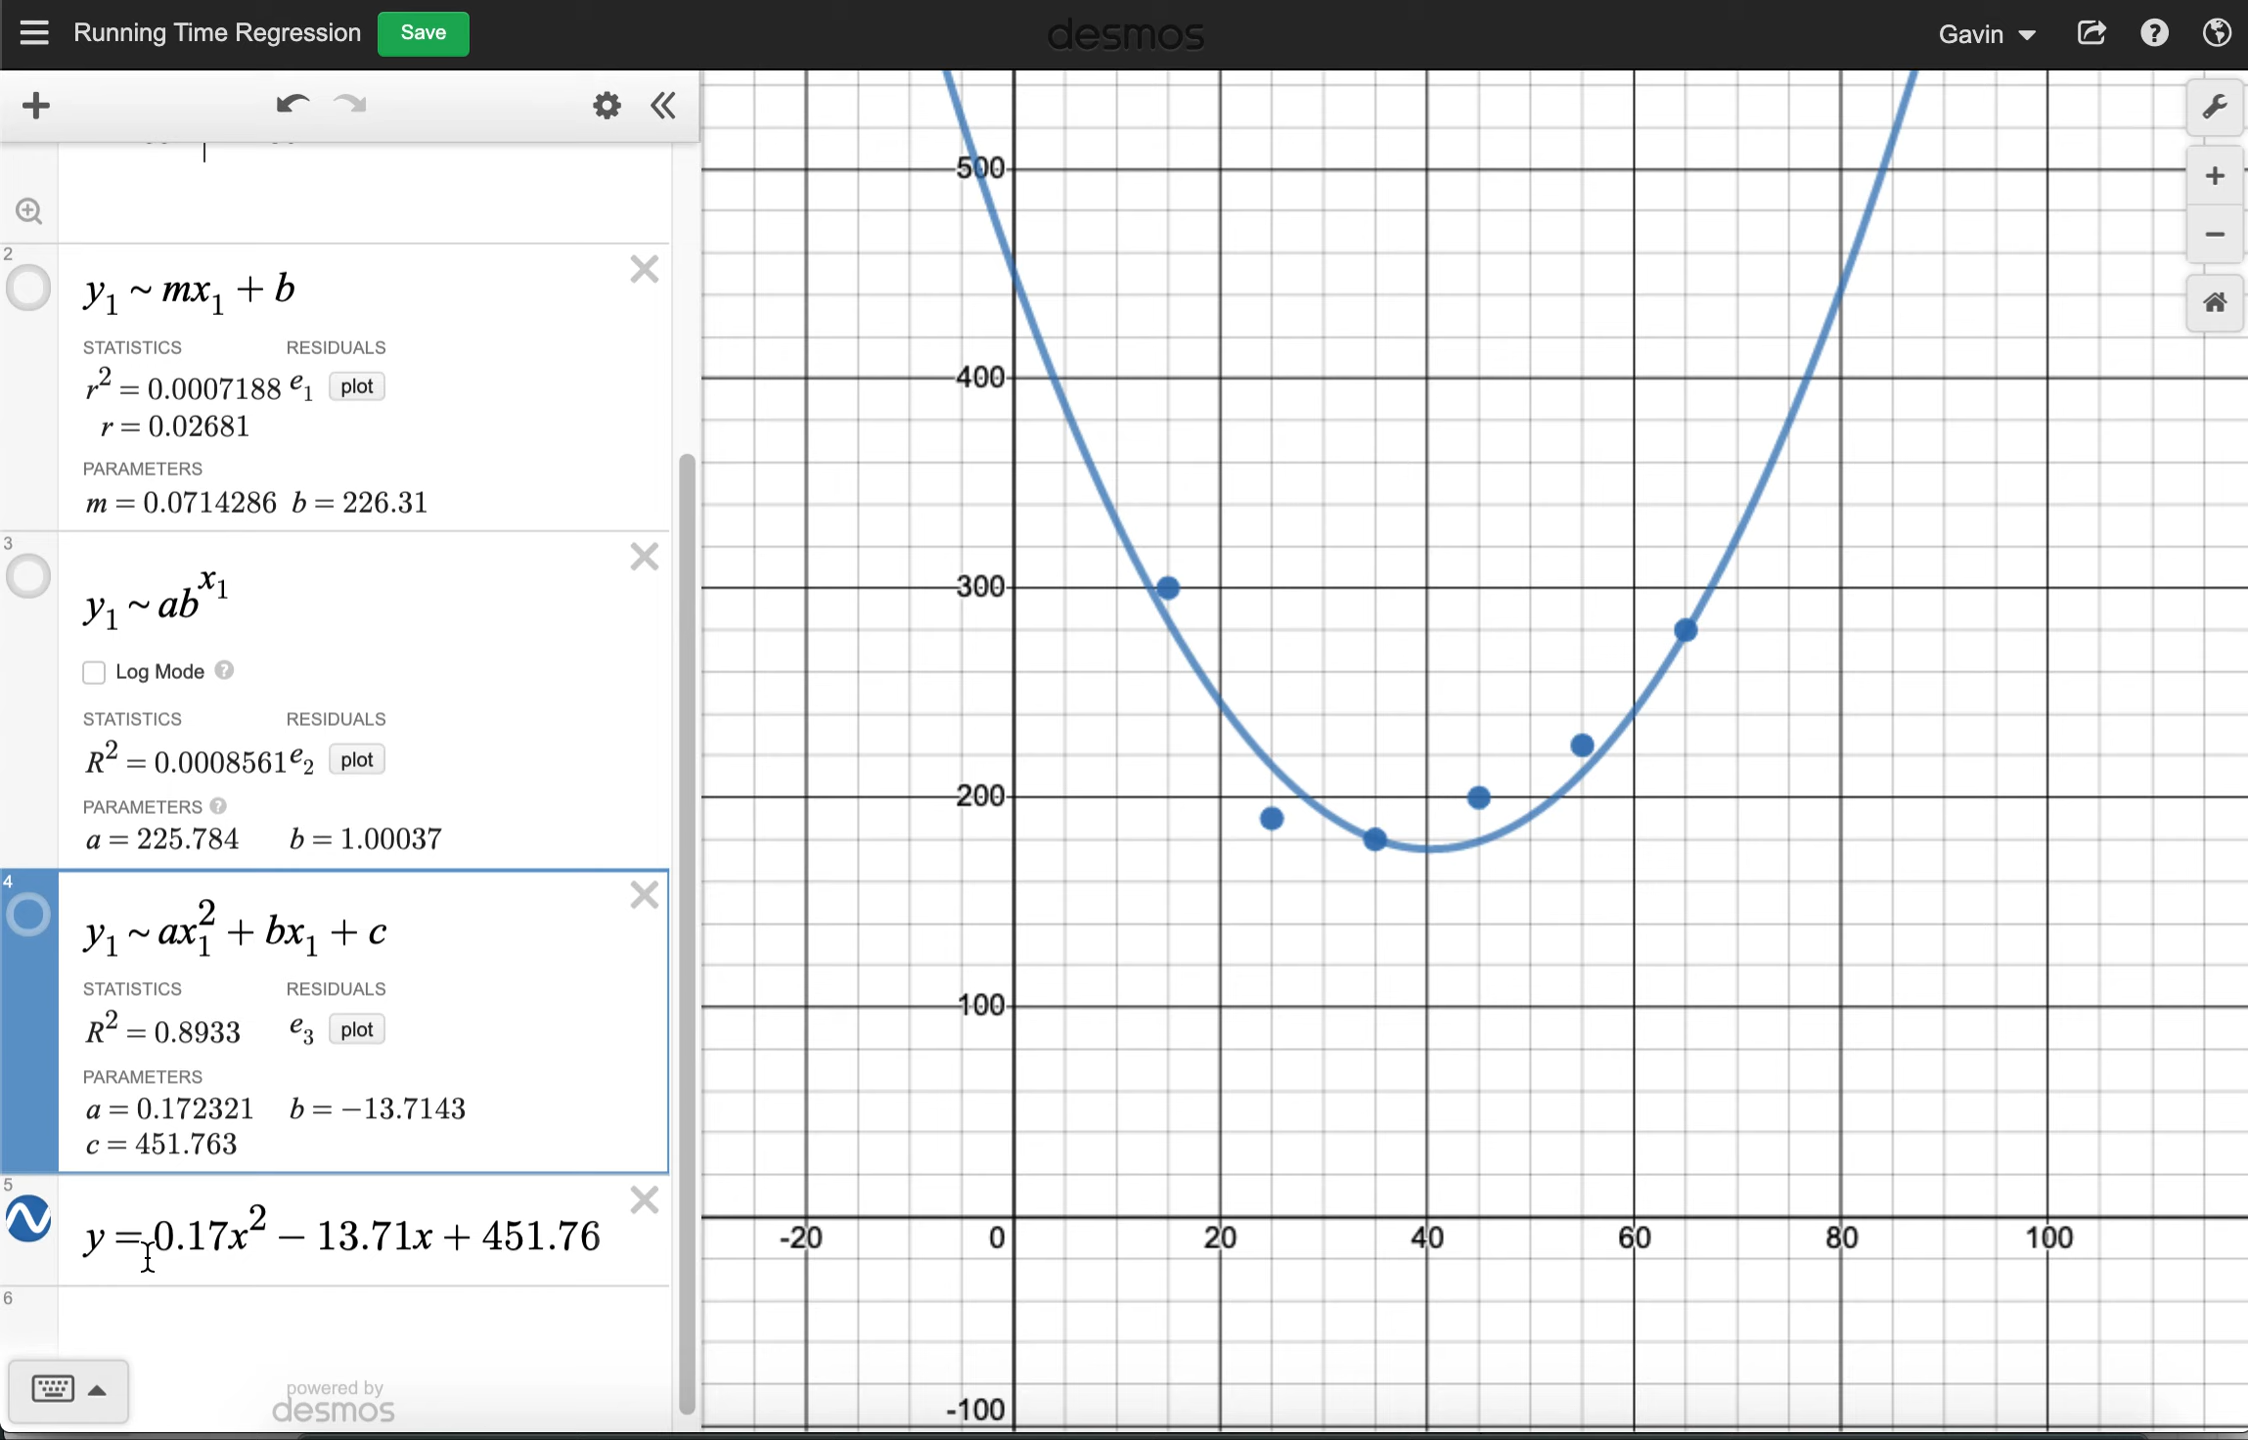 Running Time Regression Save desmos Gavin
2
y₁ ~ mx₁ + b
STATISTICS RESIDUALS
r² = 0.0007188 e₁ plot
r = 0.02681
PARAMETERS
m = 0.0714286 b = 226.31
3
y₁ ~ ab^x₁
Log Mode ?
STATISTICS RESIDUALS
R² = 0.0008561 e₂ plot
PARAMETERS ?
a = 225.784 b = 1.00037
4
y₁ ~ ax₁² + bx₁ + c
STATISTICS RESIDUALS
R² = 0.8933 e₃ plot
PARAMETERS
a = 0.172321 b = −13.7143
c = 451.763
5
y = 0.17x² − 13.71x + 451.76
6
powered by
desmos
500
400
300
200
100
-20 0 20 40 60 80 100
-100